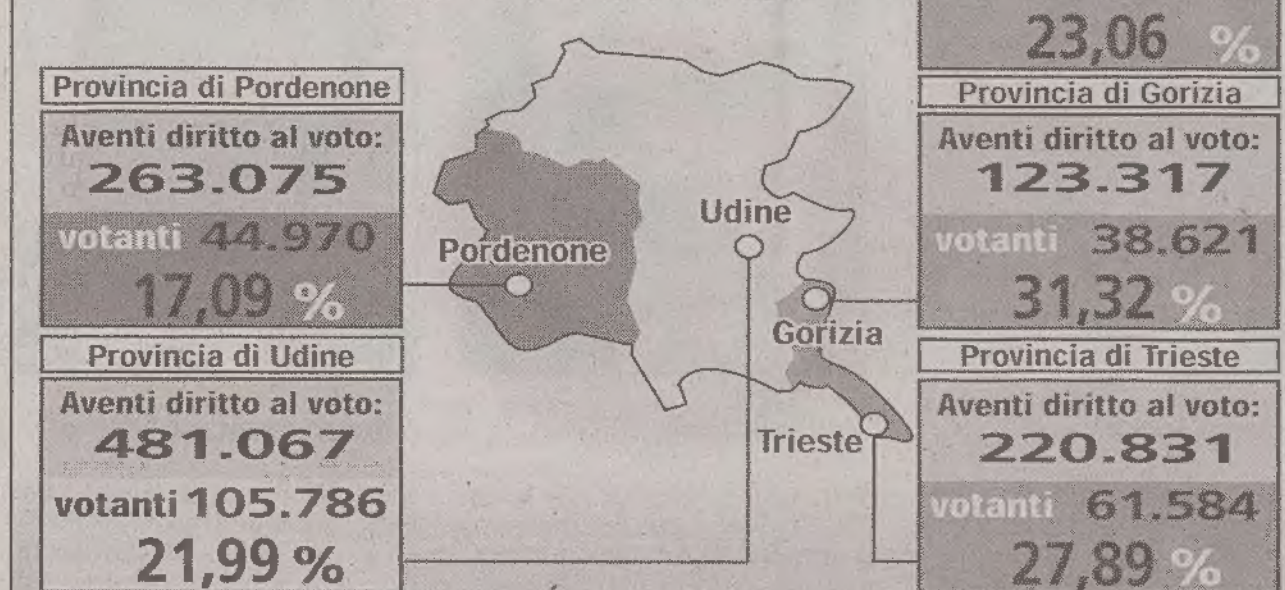 23,06 %
Provincia di Pordenone
Aventi diritto al voto:
263.075
votanti 44.970
17,09 %
Provincia di Udine
Aventi diritto al voto:
481.067
votanti 105.786
21,99 %
Pordenone
Udine
Gorizia
Trieste
Provincia di Gorizia
Aventi diritto al voto:
123.317
votanti 38.621
31,32 %
Provincia di Trieste
Aventi diritto al voto:
220.831
votanti 61.584
27,89 %